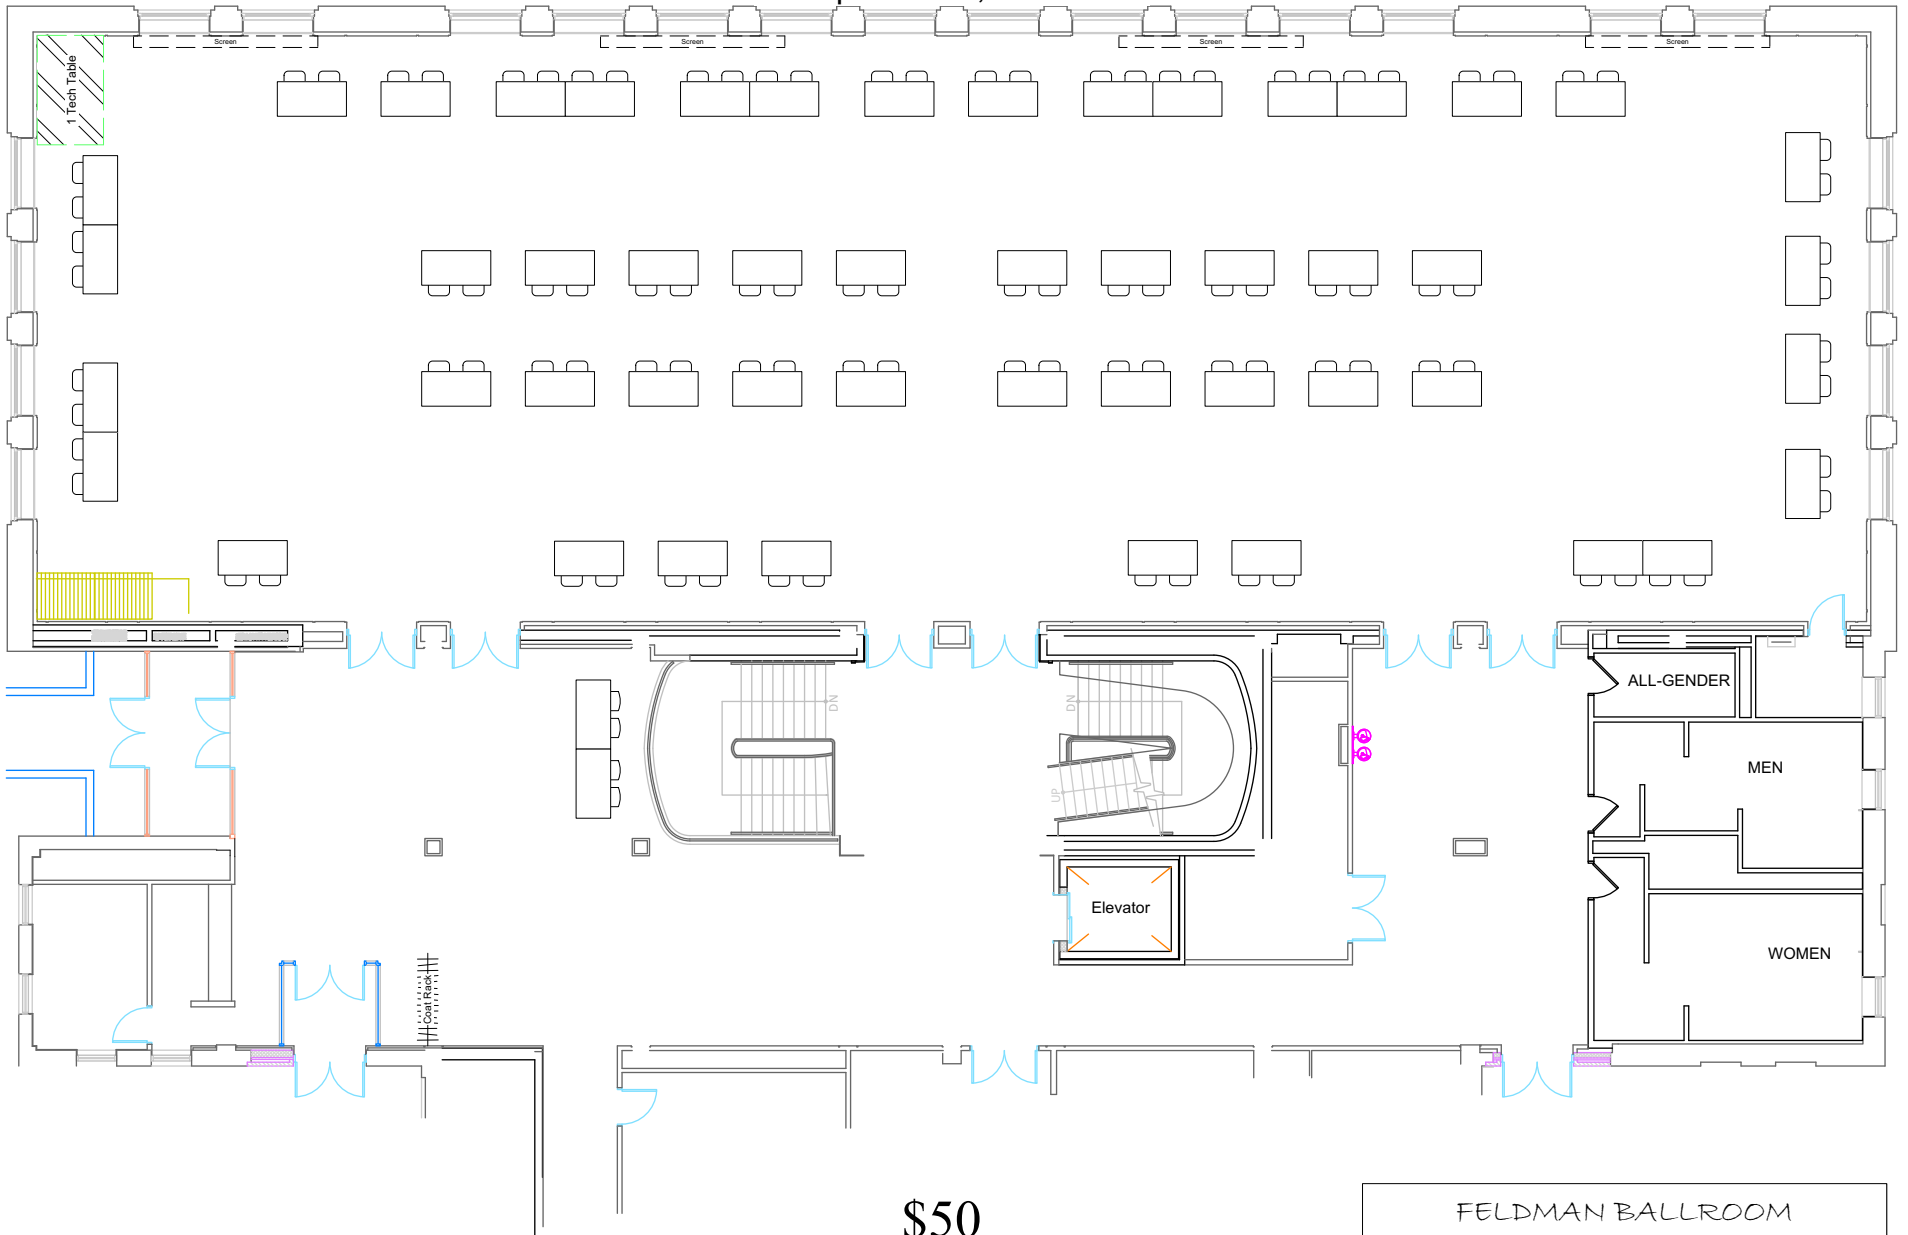 Screen
Screen
Screen
Screen
1 Tech Table
ALL-GENDER
DN
DN
MEN
UP
Elevator
WOMEN
Coat Rack
$50
FELDMAN BALLROOM